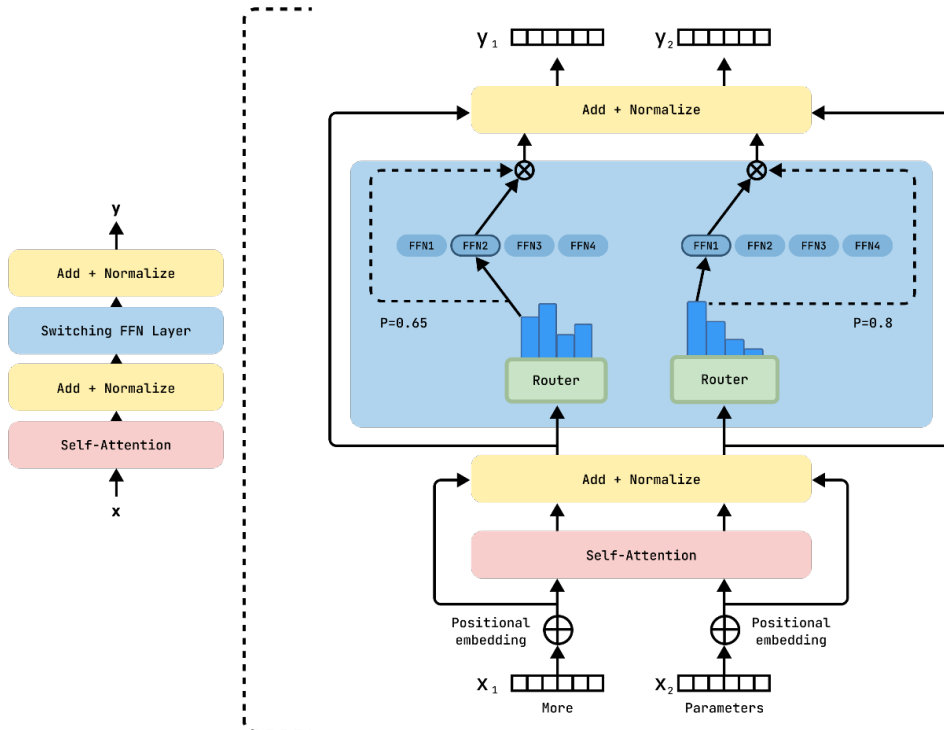 y
Add + Normalize
Switching FFN Layer
Add + Normalize
Self-Attention
x
y₁
y₂
Add + Normalize
FFN1 FFN2 FFN3 FFN4
FFN1 FFN2 FFN3 FFN4
P=0.65
P=0.8
Router
Router
Add + Normalize
Self-Attention
Positional
embedding
Positional
embedding
X₁
X₂
More
Parameters